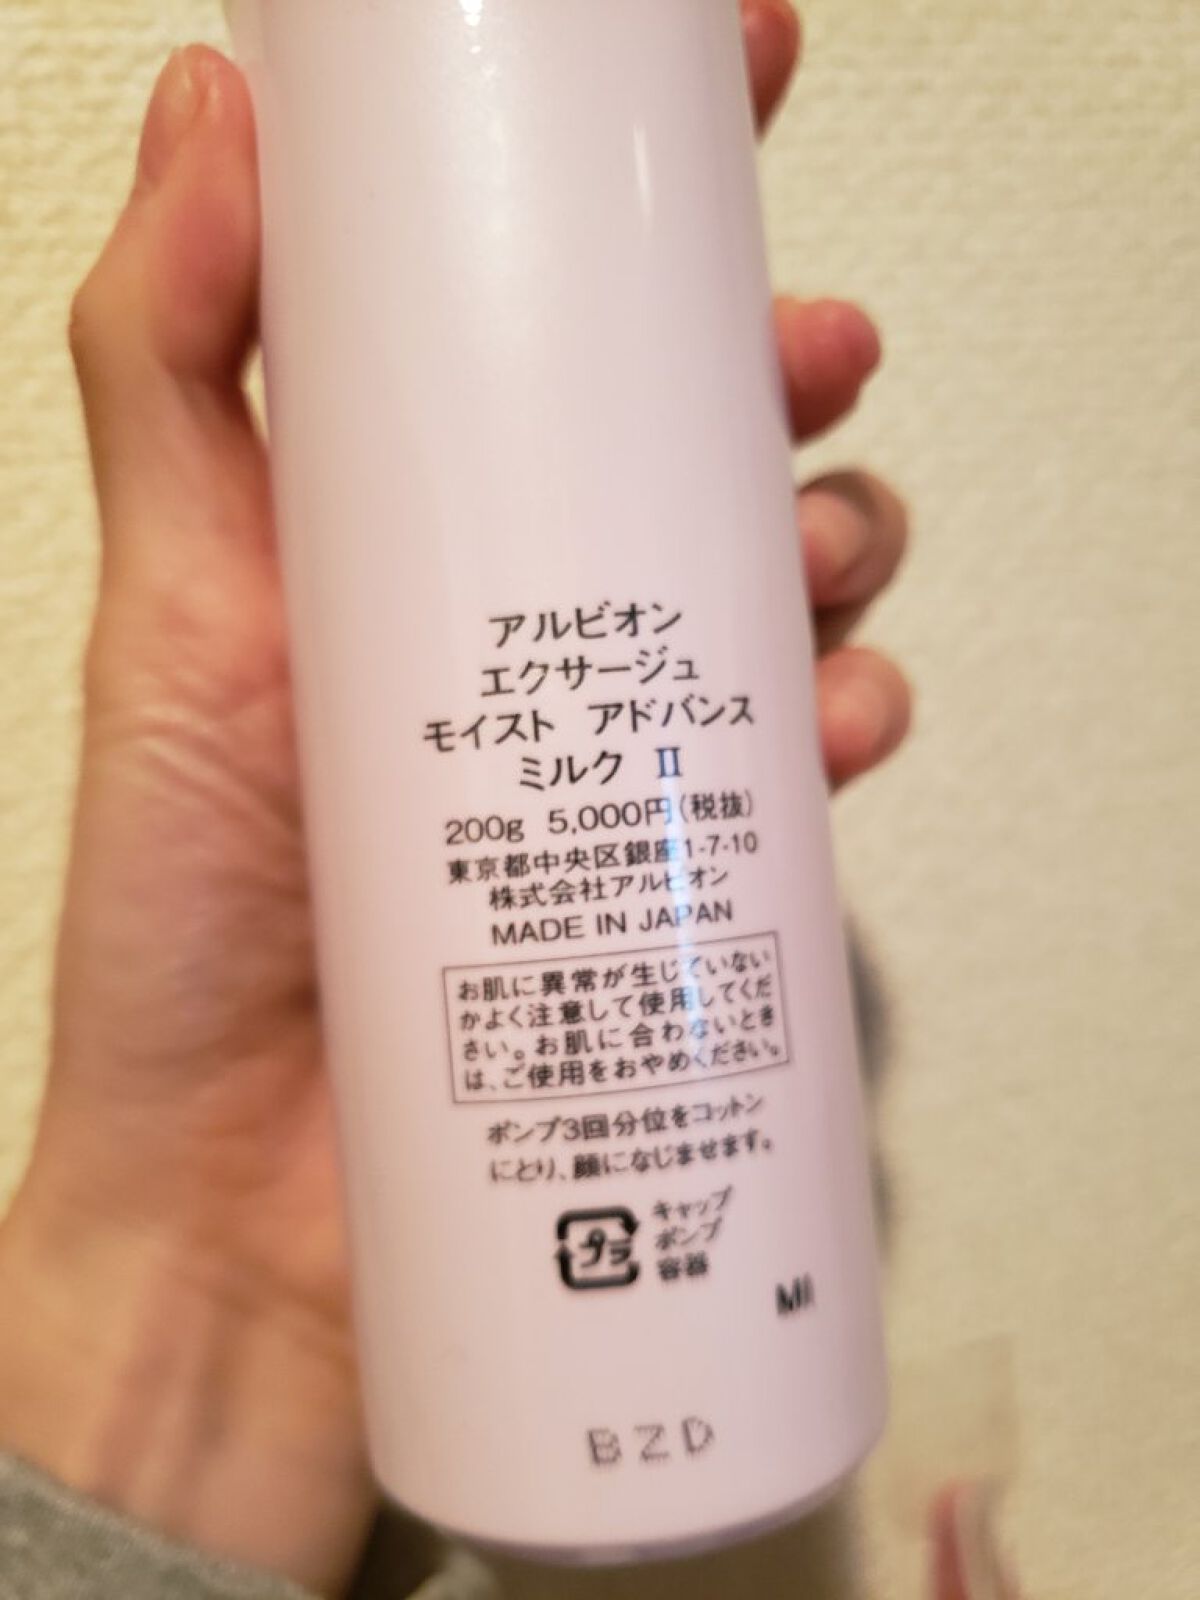 アルビオン
エクサージュ
モイスト アドバンス
ミルク Ⅱ
200g 5,000円(税抜)
東京都中央区銀座1-7-10
株式会社アルビオン
MADE IN JAPAN
お肌に異常が生じていない
かよく注意して使用してくだ
さい。お肌に合わないとき
は、ご使用をおやめください。
ポンプ3回分位をコットン
にとり、顔になじませます。
プラ
キャップ
ポンプ
容器
MI
BZD